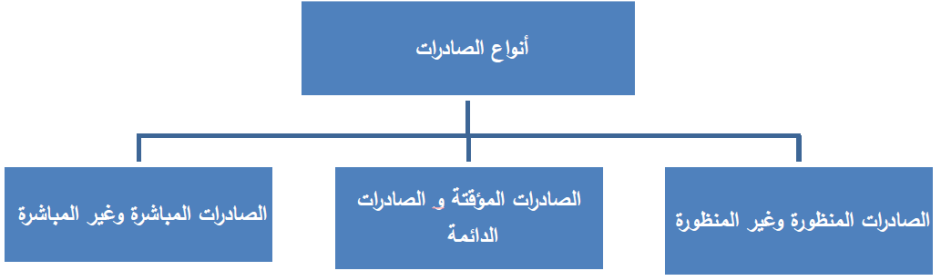 أنواع الصادرات
الصادرات المنظورة وغير المنظورة
الصادرات المؤقتة و الصادرات
الدائمة
الصادرات المباشرة وغير المباشرة